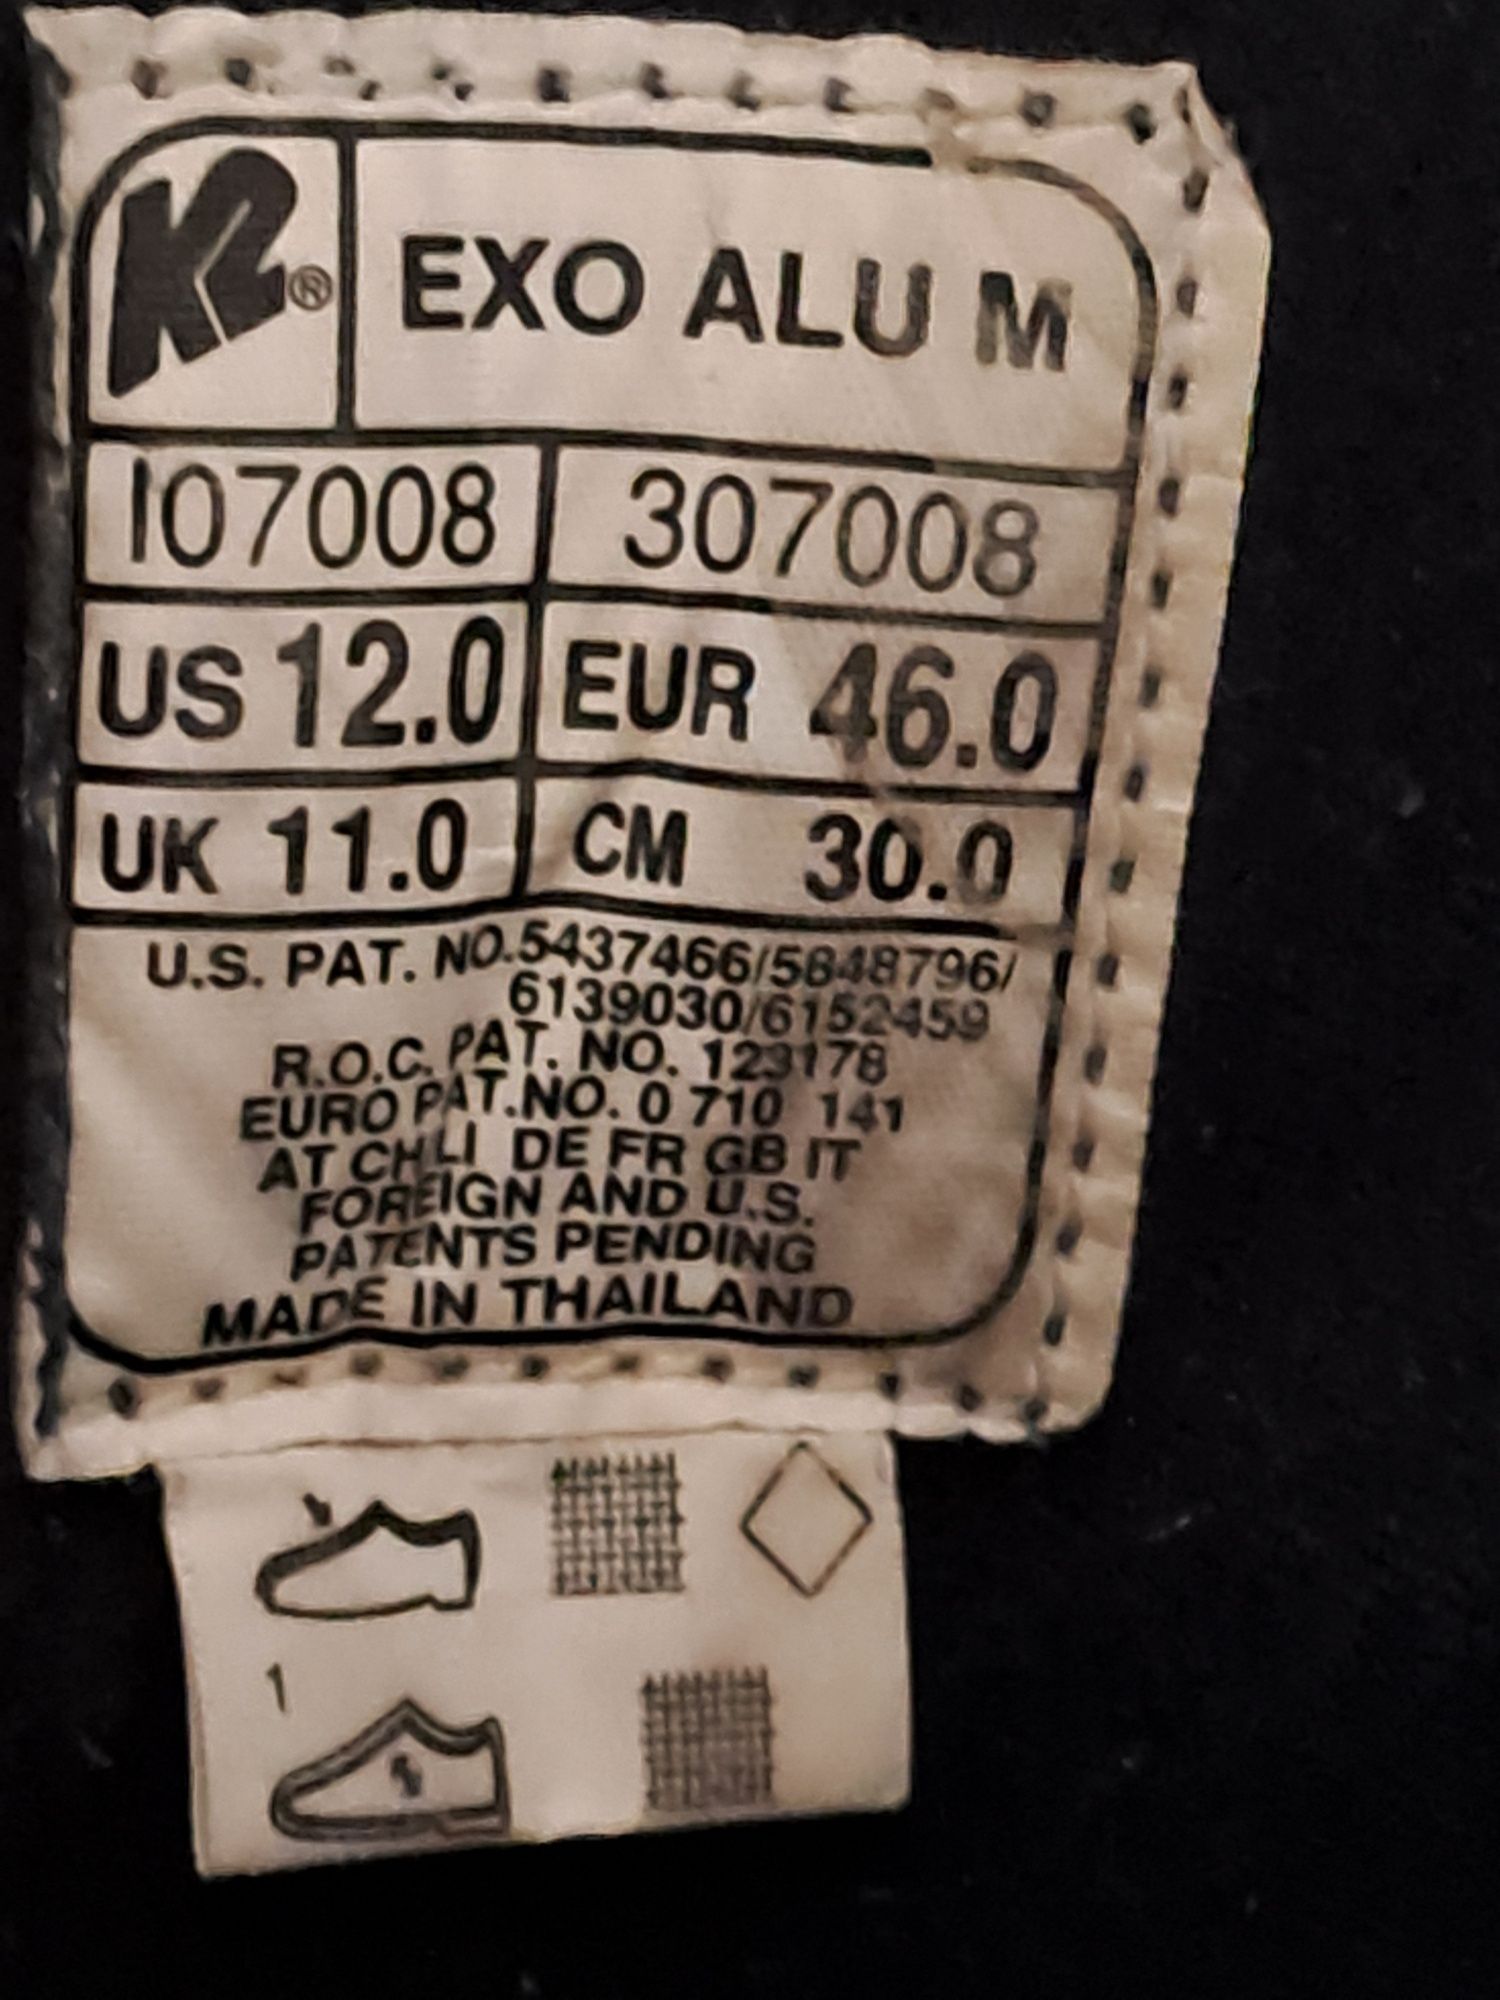 K2® EXO ALU M
107008 307008
US 12.0 EUR 46.0
UK 11.0 CM 30.0
U.S. PAT. NO.5437466/5848796/
6139030/6152459
R.O.C. PAT. NO. 123178
EURO PAT.NO. 0 710 141
AT CH LI DE FR GB IT
FOREIGN AND U.S.
PATENTS PENDING
MADE IN THAILAND
1